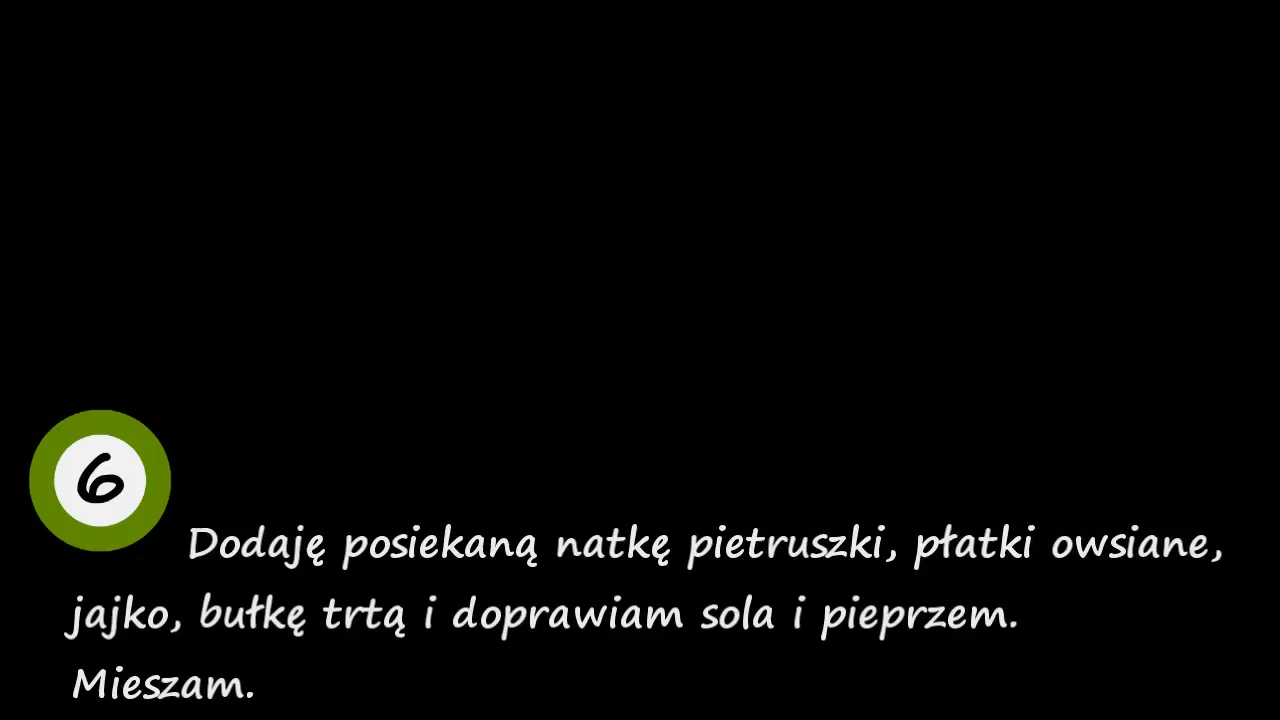 6
Dodaję posiekaną natkę pietruszki, płatki owsiane,
jajko, bułkę trtą i doprawiam sola i pieprzem.
Mieszam.